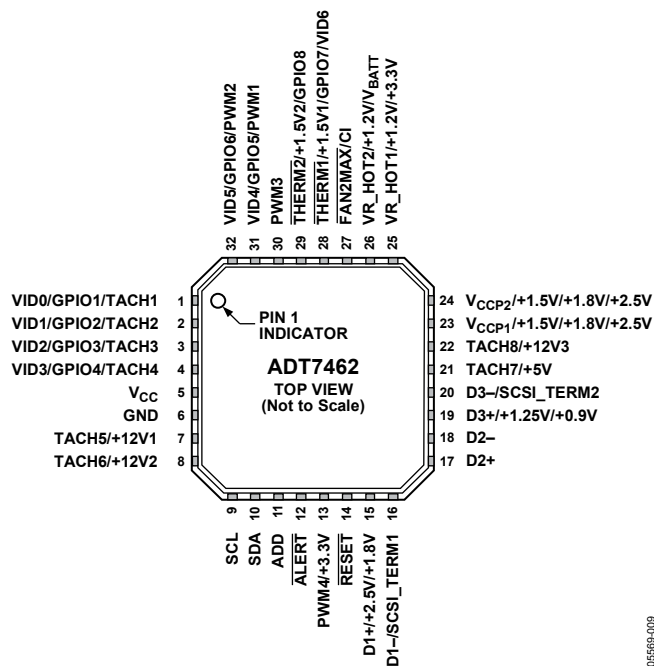 32 VID5/GPIO6/PWM2
31 VID4/GPIO5/PWM1
30 PWM3
29 THERM2/+1.5V2/GPIO8
28 THERM1/+1.5V1/GPIO7/VID6
27 FAN2MAX/CI
26 VR_HOT2/+1.2V/VBATT
25 VR_HOT1/+1.2V/+3.3V
VID0/GPIO1/TACH1 1
VID1/GPIO2/TACH2 2
VID2/GPIO3/TACH3 3
VID3/GPIO4/TACH4 4
VCC 5
GND 6
TACH5/+12V1 7
TACH6/+12V2 8
PIN 1
INDICATOR
ADT7462
TOP VIEW
(Not to Scale)
24 VCCP2/+1.5V/+1.8V/+2.5V
23 VCCP1/+1.5V/+1.8V/+2.5V
22 TACH8/+12V3
21 TACH7/+5V
20 D3–/SCSI_TERM2
19 D3+/+1.25V/+0.9V
18 D2–
17 D2+
9 SCL
10 SDA
11 ADD
12 ALERT
13 PWM4/+3.3V
14 RESET
15 D1+/+2.5V/+1.8V
16 D1–/SCSI_TERM1
05569-009